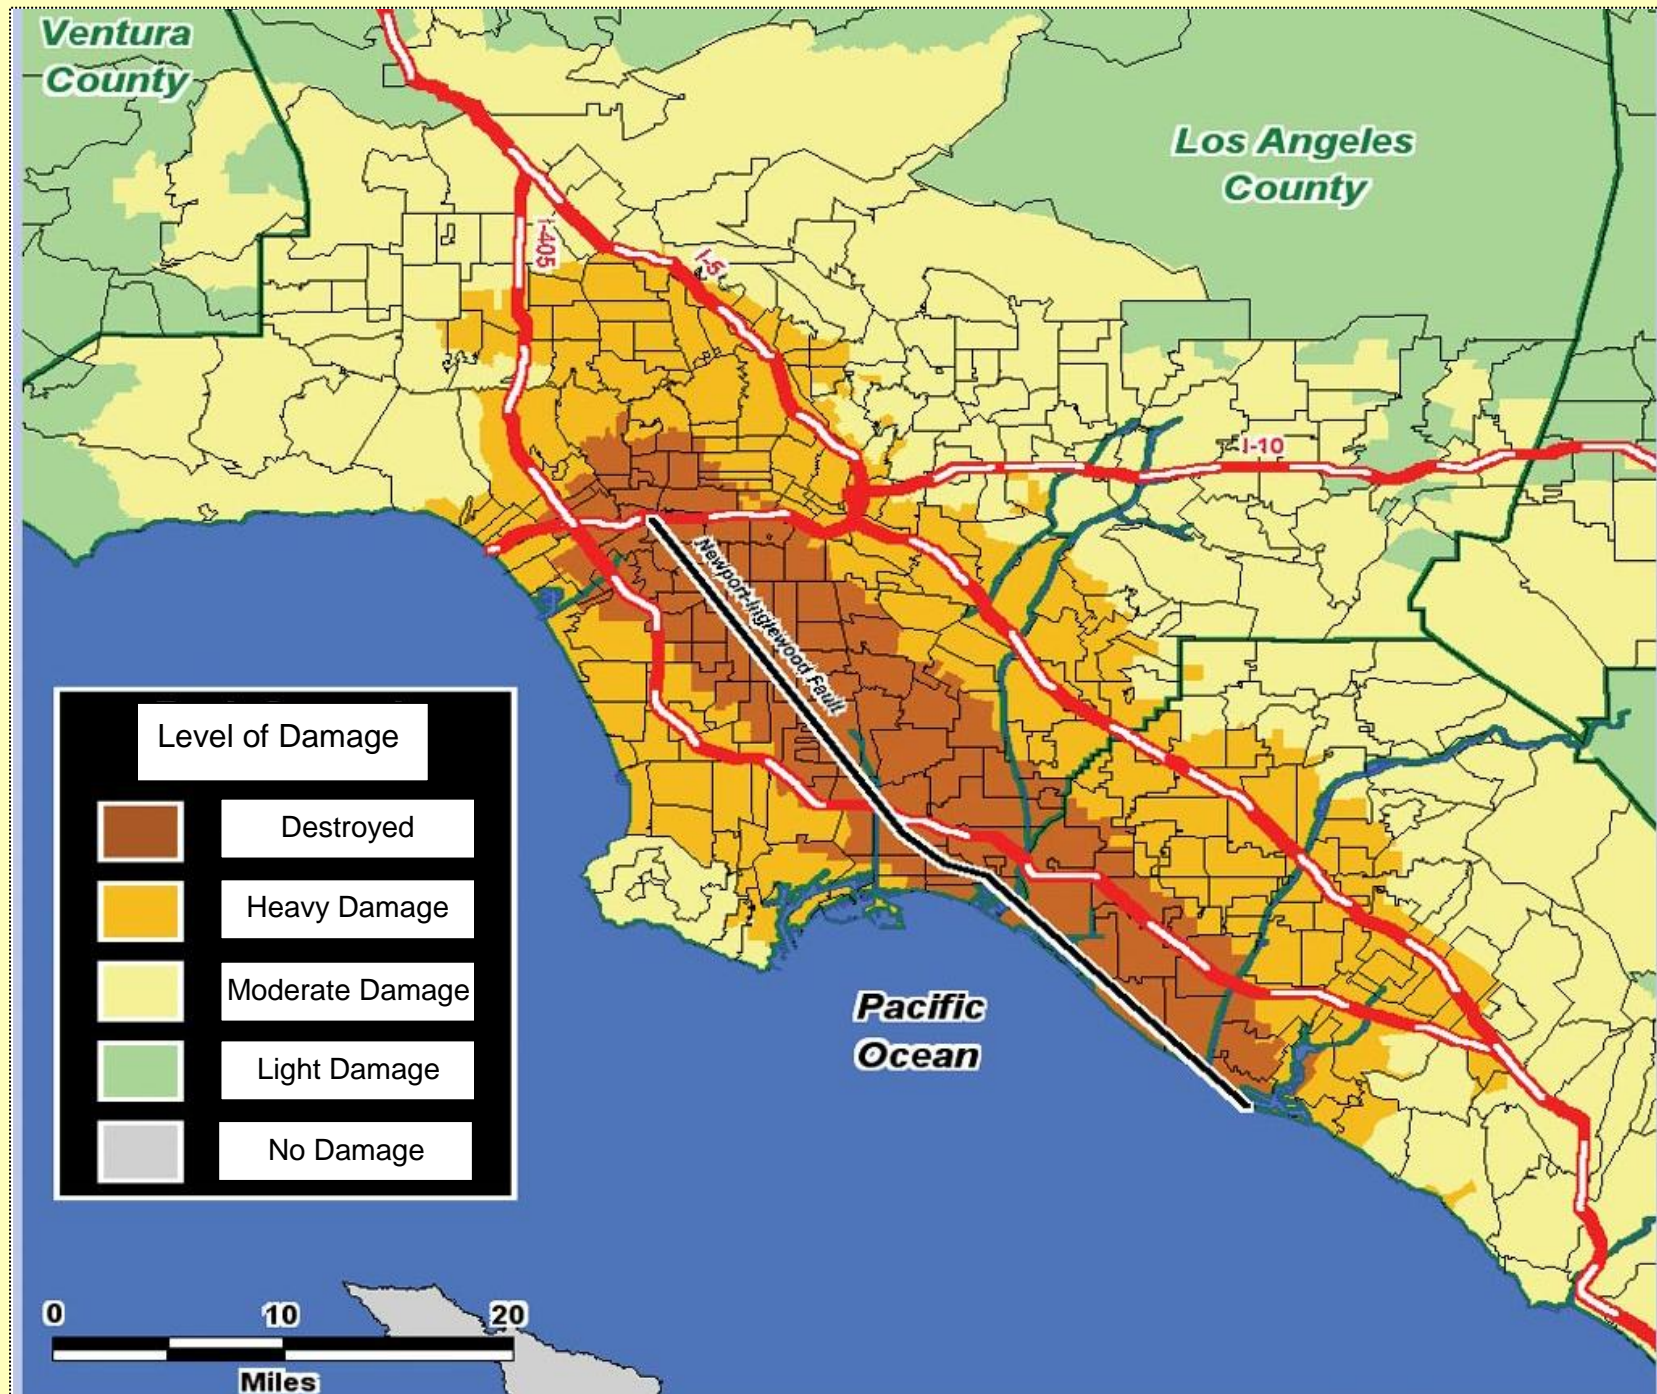 Ventura
County
Los Angeles
County
I-405
I-5
I-10
Newport-Inglewood Fault
Level of Damage
Destroyed
Heavy Damage
Moderate Damage
Light Damage
No Damage
Pacific
Ocean
0 10 20
Miles